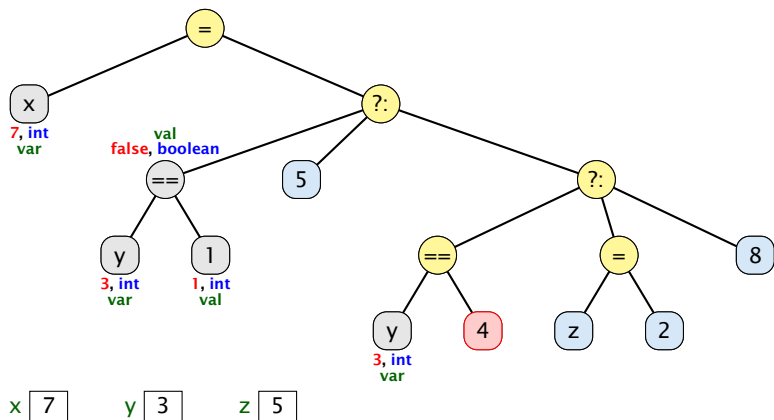 =
x
?:
7, int
var
val
false, boolean
==
5
?:
y
1
==
=
8
3, int
var
1, int
val
y
4
z
2
3, int
var
x 7 y 3 z 5